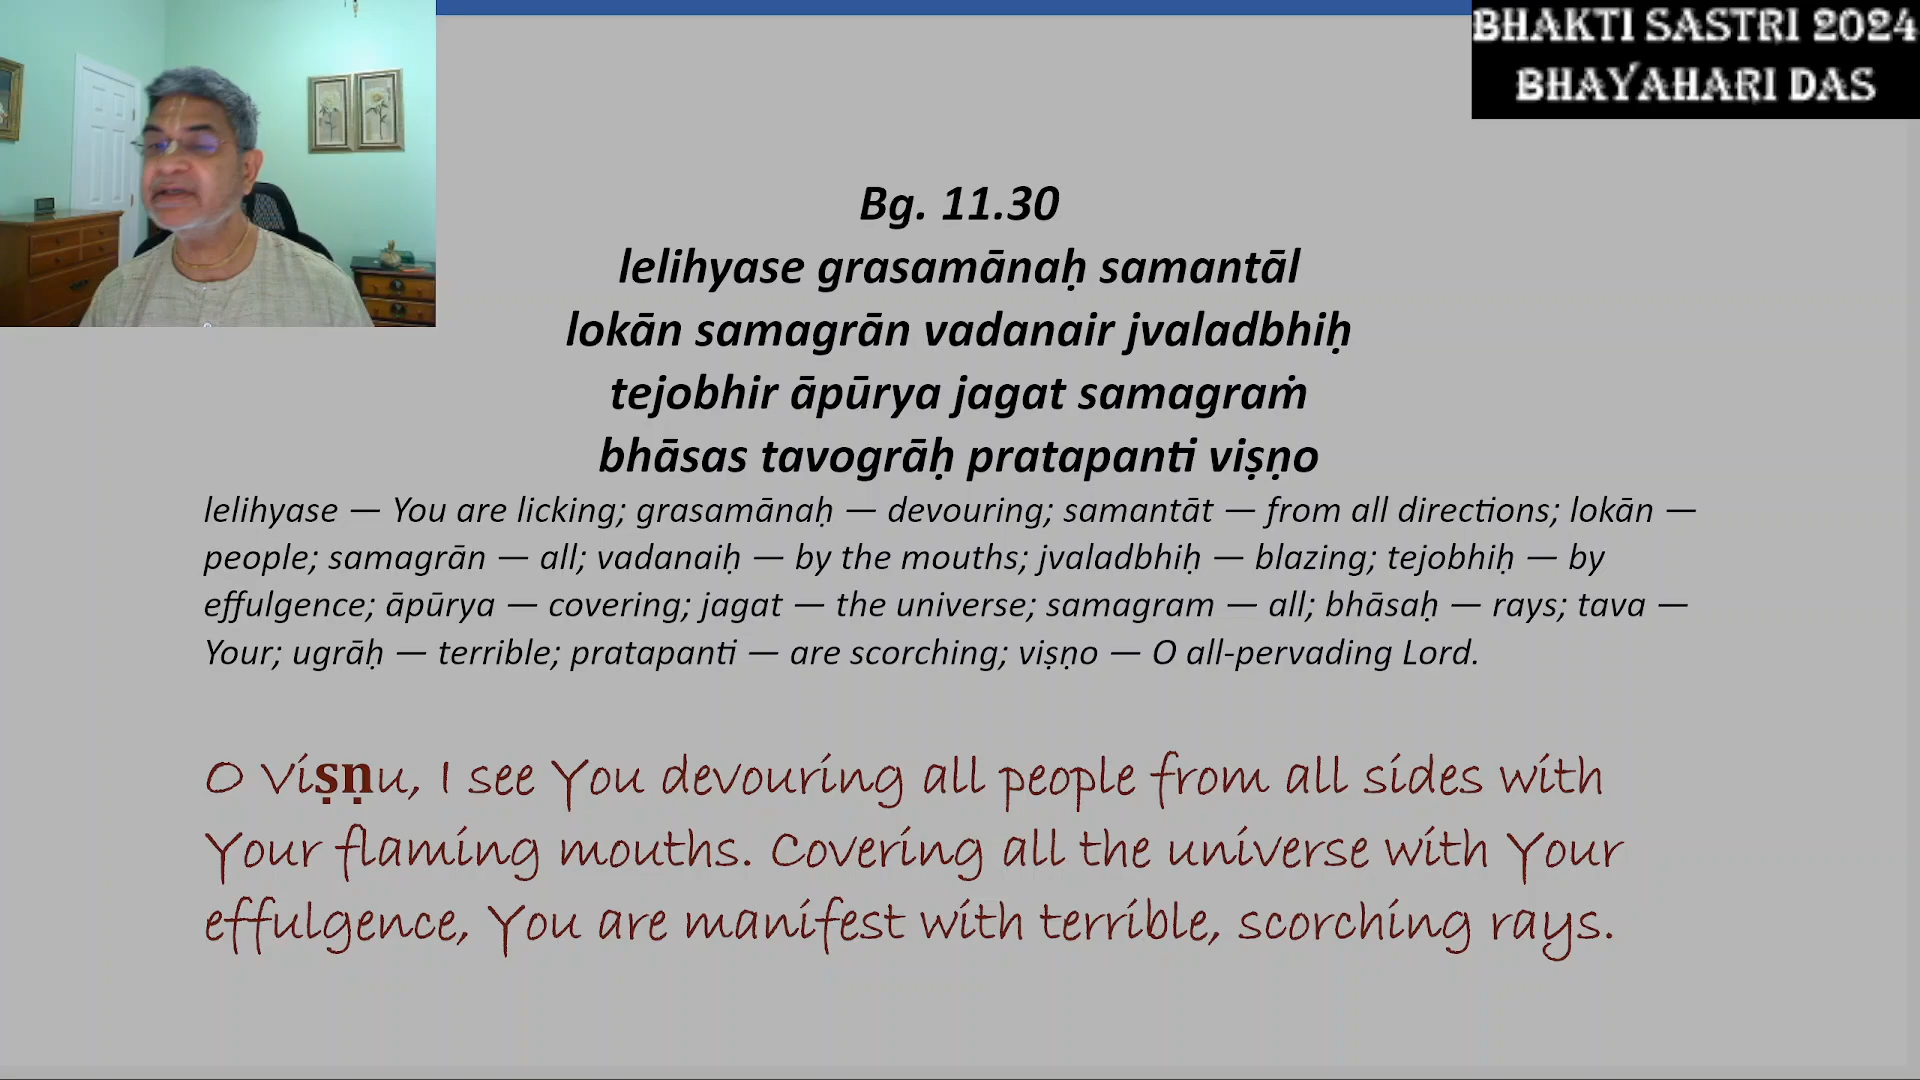 BHAKTI SASTRI 2024
BHAYAHARI DAS
Bg. 11.30
lelihyase grasamānaḥ samantāl
lokān samagrān vadanair jvaladbhiḥ
tejobhir āpūrya jagat samagraṁ
bhāsas tavogrāḥ pratapanti viṣṇo
lelihyase — You are licking; grasamānaḥ — devouring; samantāt — from all directions; lokān —
people; samagrān — all; vadanaiḥ — by the mouths; jvaladbhiḥ — blazing; tejobhiḥ — by
effulgence; āpūrya — covering; jagat — the universe; samagram — all; bhāsaḥ — rays; tava —
Your; ugrāḥ — terrible; pratapanti — are scorching; viṣṇo — O all-pervading Lord.
O Viṣṇu, I see You devouring all people from all sides with
Your flaming mouths. Covering all the universe with Your
effulgence, You are manifest with terrible, scorching rays.